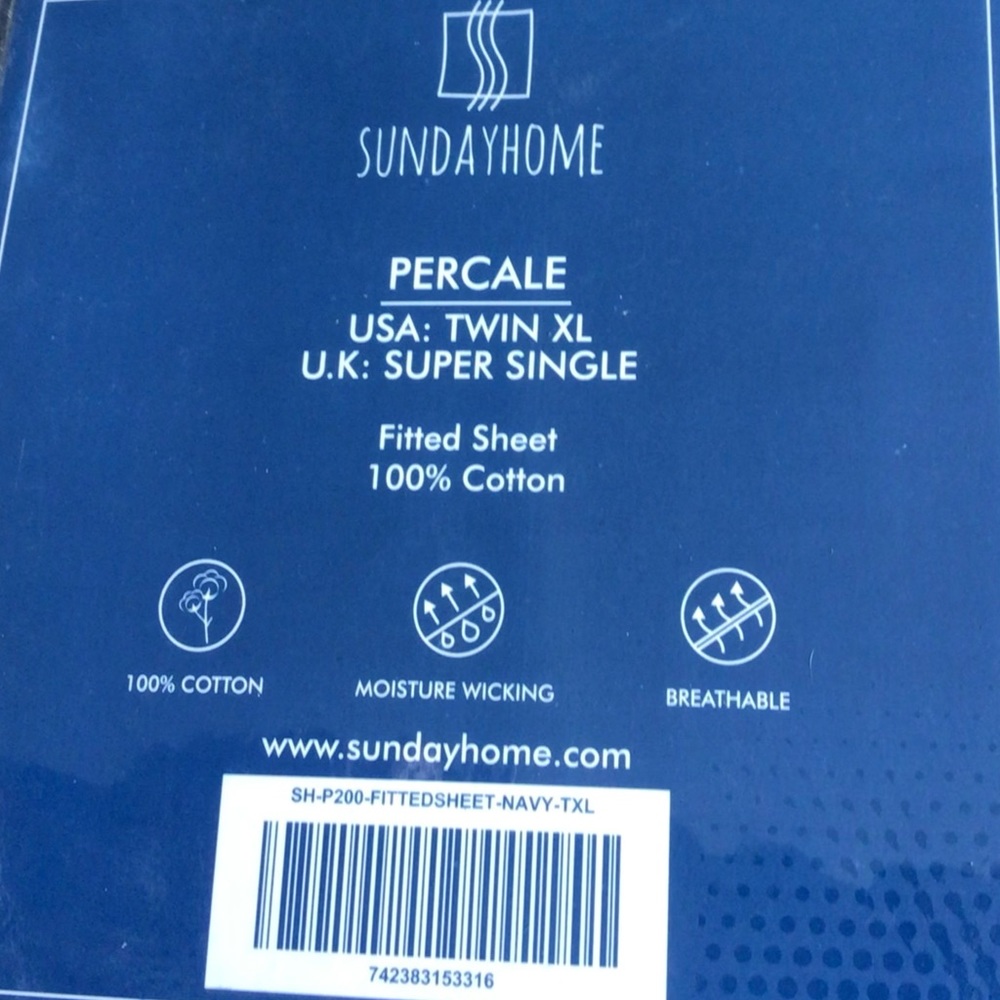 SUNDAYHOME
PERCALE
USA: TWIN XL
U.K: SUPER SINGLE
Fitted Sheet
100% Cotton
100% COTTON
MOISTURE WICKING
BREATHABLE
www.sundayhome.com
SH-P200-FITTEDSHEET-NAVY-TXL
742383153316